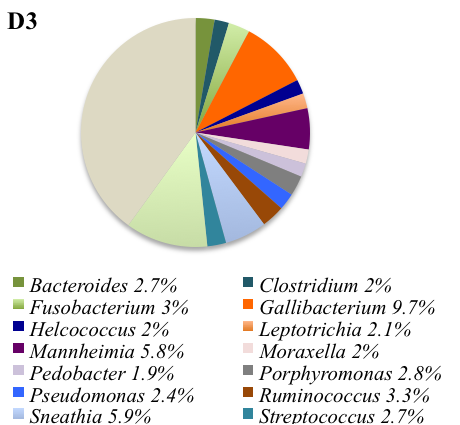 D3
Bacteroides 2.7% Clostridium 2%
Fusobacterium 3% Gallibacterium 9.7%
Helcococcus 2% Leptotrichia 2.1%
Mannheimia 5.8% Moraxella 2%
Pedobacter 1.9% Porphyromonas 2.8%
Pseudomonas 2.4% Ruminococcus 3.3%
Sneathia 5.9% Streptococcus 2.7%